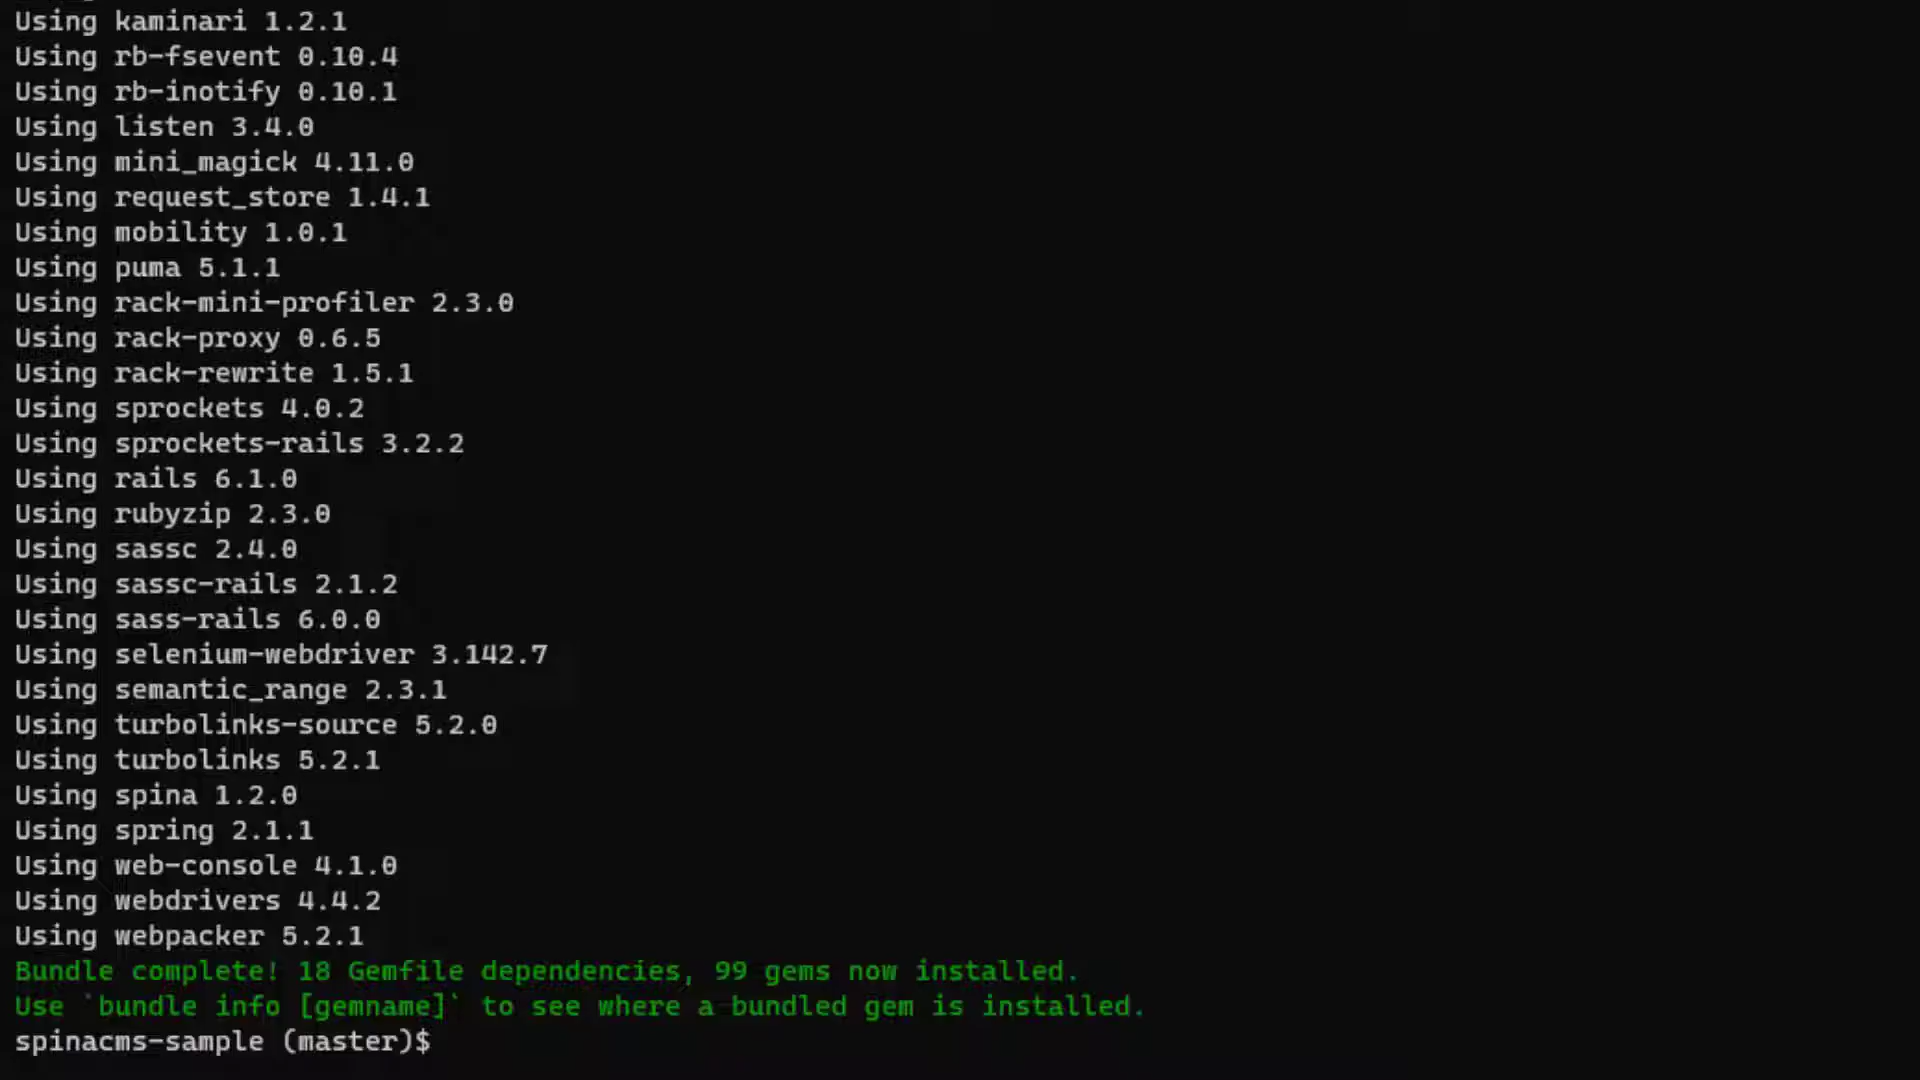 Using kaminari 1.2.1
Using rb-fsevent 0.10.4
Using rb-inotify 0.10.1
Using listen 3.4.0
Using mini_magick 4.11.0
Using request_store 1.4.1
Using mobility 1.0.1
Using puma 5.1.1
Using rack-mini-profiler 2.3.0
Using rack-proxy 0.6.5
Using rack-rewrite 1.5.1
Using sprockets 4.0.2
Using sprockets-rails 3.2.2
Using rails 6.1.0
Using rubyzip 2.3.0
Using sassc 2.4.0
Using sassc-rails 2.1.2
Using sass-rails 6.0.0
Using selenium-webdriver 3.142.7
Using semantic_range 2.3.1
Using turbolinks-source 5.2.0
Using turbolinks 5.2.1
Using spina 1.2.0
Using spring 2.1.1
Using web-console 4.1.0
Using webdrivers 4.4.2
Using webpacker 5.2.1
Bundle complete! 18 Gemfile dependencies, 99 gems now installed.
Use `bundle info [gemname]` to see where a bundled gem is installed.
spinacms-sample (master)$